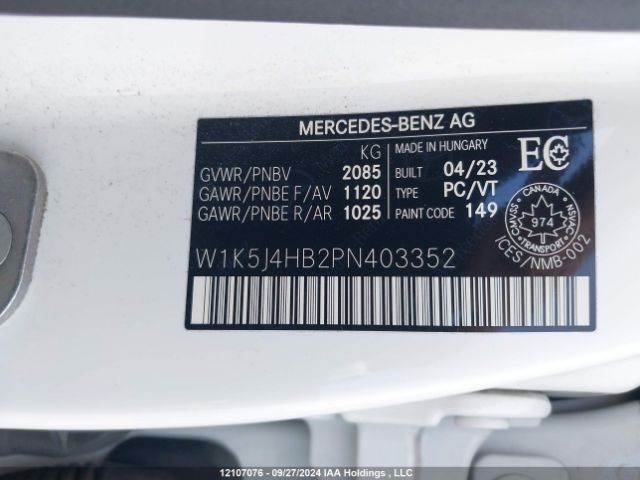 MERCEDES-BENZ AG
KG MADE IN HUNGARY
GVWR/PNBV 2085 BUILT 04/23
GAWR/PNBE F/AV 1120 TYPE PC/VT
GAWR/PNBE R/AR 1025 PAINT CODE 149
EC
CANADA
CMVSS
974
NSVAC
ICES/NMB-002
W1K5J4HB2PN403352
12107076 - 09/27/2024 IAA Holdings , LLC